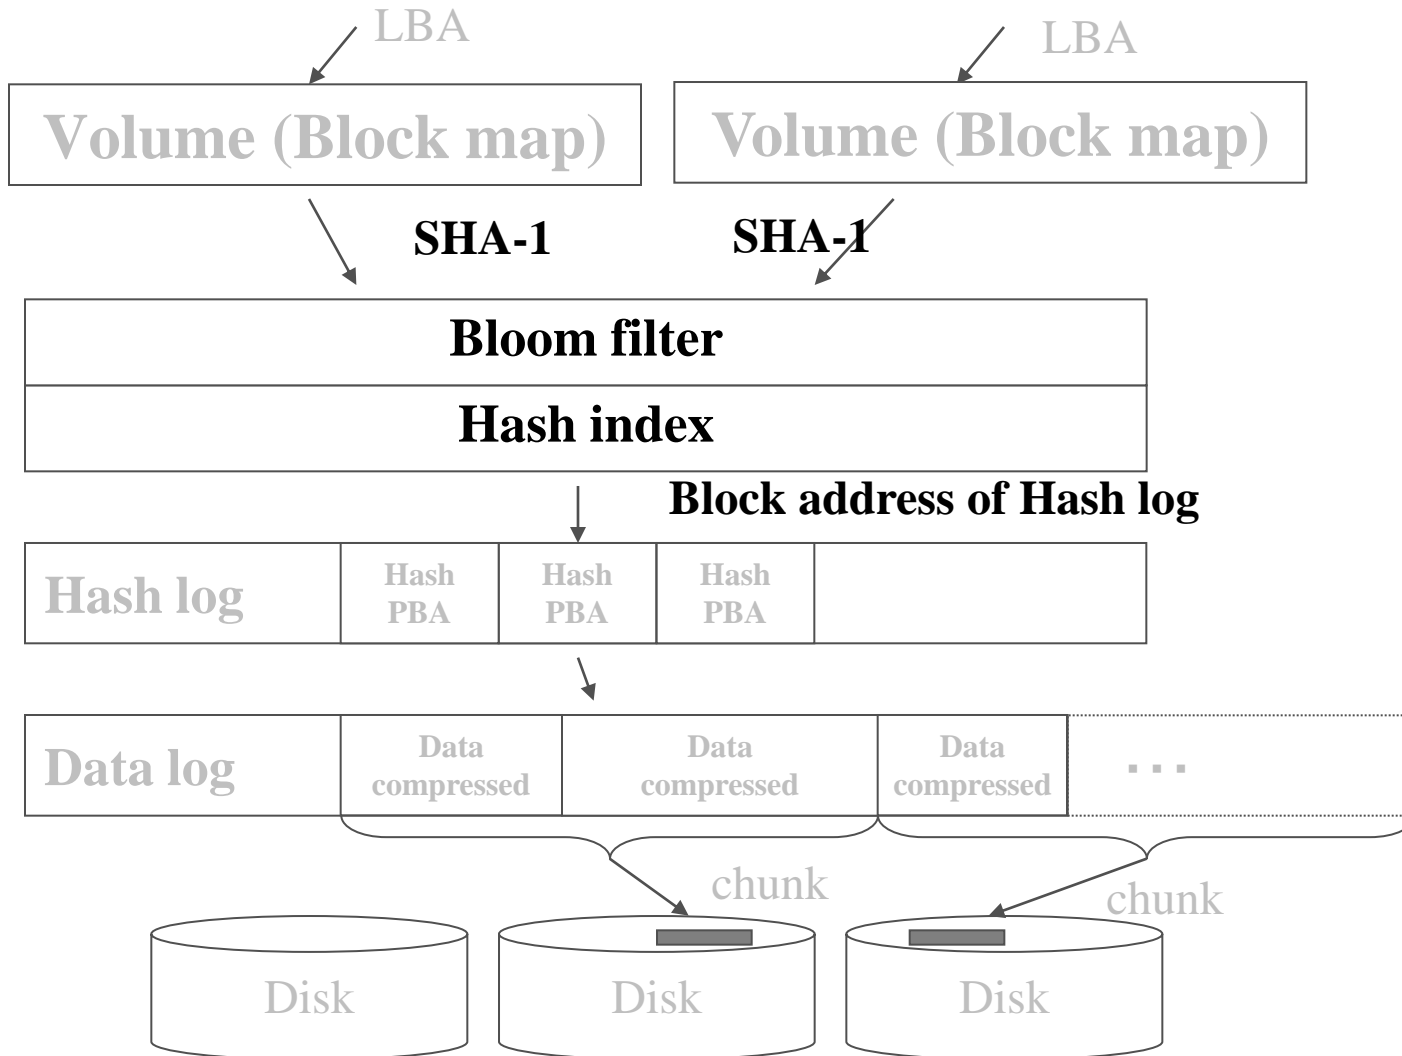 LBA
LBA
Volume (Block map)
Volume (Block map)
SHA-1
SHA-1
Bloom filter
Hash index
Block address of Hash log
Hash log
Hash
PBA
Hash
PBA
Hash
PBA
Data log
Data
compressed
Data
compressed
Data
compressed
...
chunk
chunk
Disk
Disk
Disk